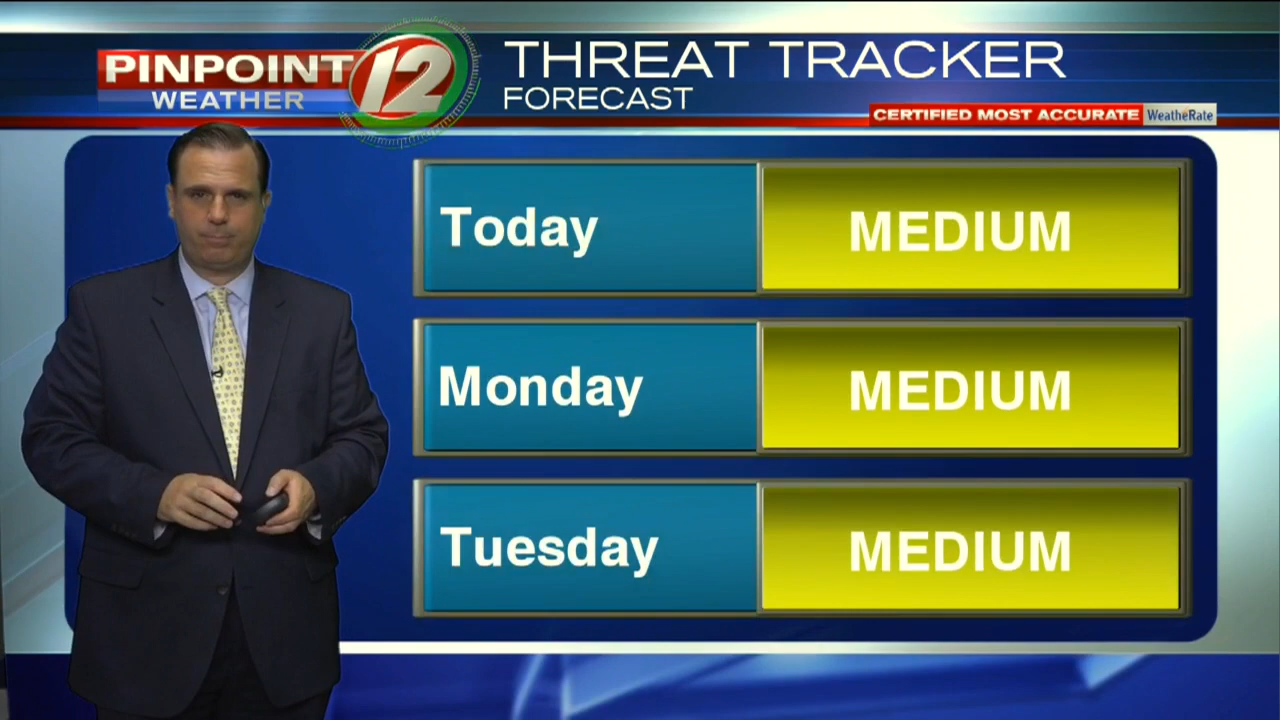 PINPOINT
WEATHER
12
THREAT TRACKER
FORECAST
CERTIFIED MOST ACCURATE WeatheRate
Today MEDIUM
Monday MEDIUM
Tuesday MEDIUM